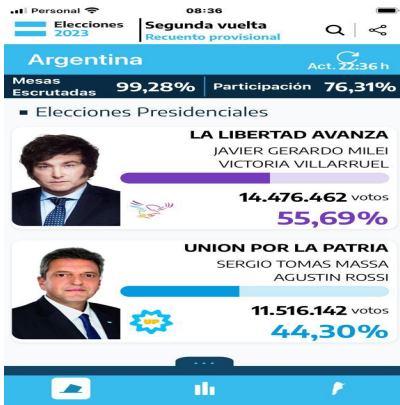 Personal
08:36
Elecciones 2023
Segunda vuelta
Recuento provisional
Argentina
Act. 22:36 h
Mesas Escrutadas 99,28%
Participación 76,31%
Elecciones Presidenciales
LA LIBERTAD AVANZA
JAVIER GERARDO MILEI
VICTORIA VILLARRUEL
14.476.462 votos
55,69%
UNION POR LA PATRIA
SERGIO TOMAS MASSA
AGUSTIN ROSSI
UP
11.516.142 votos
44,30%